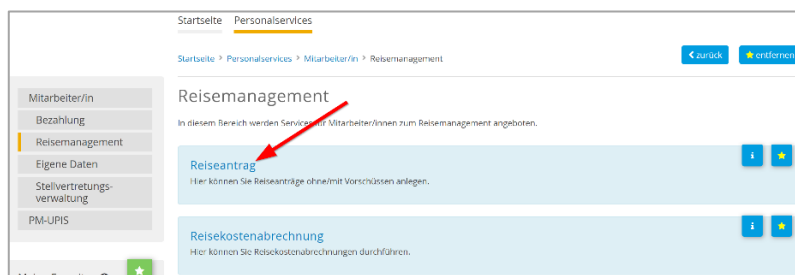 Startseite Personalservices
Startseite > Personalservices > Mitarbeiter/in > Reisemanagement
zurück
entfernen
Mitarbeiter/in
Bezahlung
Reisemanagement
Eigene Daten
Stellvertretungs-
verwaltung
PM-UPIS
Reisemanagement
In diesem Bereich werden Services für Mitarbeiter/innen zum Reisemanagement angeboten.
Reiseantrag
i
Hier können Sie Reiseanträge ohne/mit Vorschüssen anlegen.
Reisekostenabrechnung
i
Hier können Sie Reisekostenabrechnungen durchführen.